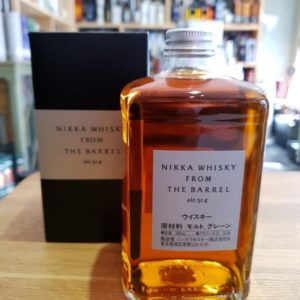 NIKKA WHISKY
FROM
THE BARREL
alc.51.4°
NIKKA WHISKY
FROM
THE BARREL
alc.51.4°
ウイスキー
原材料 モルト、グレーン